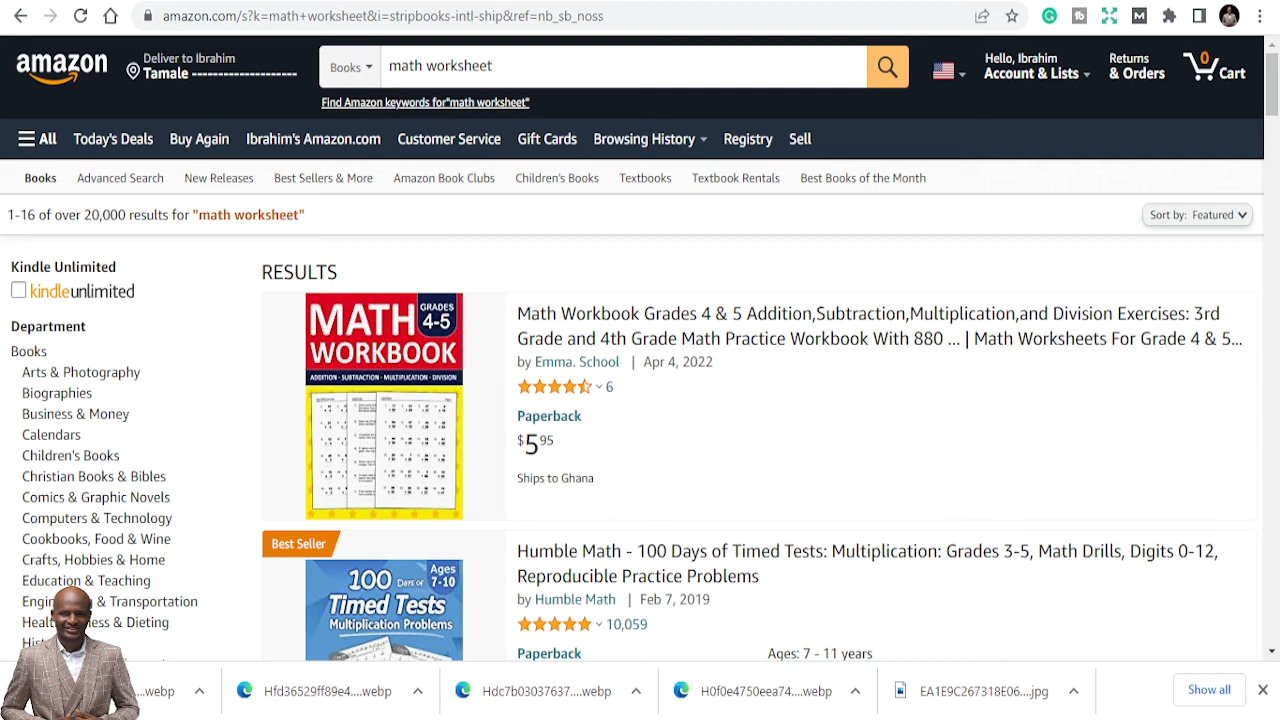 amazon.com/s?k=math+worksheet&i=stripbooks-intl-ship&ref=nb_sb_noss
amazon
Deliver to Ibrahim
Tamale --------------------
Books
math worksheet
Find Amazon keywords for"math worksheet"
Hello, Ibrahim
Account & Lists
Returns
& Orders
0
Cart
All
Today's Deals
Buy Again
Ibrahim's Amazon.com
Customer Service
Gift Cards
Browsing History
Registry
Sell
Books
Advanced Search
New Releases
Best Sellers & More
Amazon Book Clubs
Children's Books
Textbooks
Textbook Rentals
Best Books of the Month
1-16 of over 20,000 results for "math worksheet"
Sort by: Featured
Kindle Unlimited
kindleunlimited
Department
Books
Arts & Photography
Biographies
Business & Money
Calendars
Children's Books
Christian Books & Bibles
Comics & Graphic Novels
Computers & Technology
Cookbooks, Food & Wine
Crafts, Hobbies & Home
Education & Teaching
& Transportation
& Dieting
RESULTS
MATH
GRADES
4-5
WORKBOOK
ADDITION - SUBTRACTION - MULTIPLICATION - DIVISION
Math Workbook Grades 4 & 5 Addition,Subtraction,Multiplication,and Division Exercises: 3rd
Grade and 4th Grade Math Practice Workbook With 880 ... | Math Worksheets For Grade 4 & 5...
by Emma. School | Apr 4, 2022
6
Paperback
$5 95
Ships to Ghana
Best Seller
100 Days of
Ages
7-10
Timed Tests
Multiplication Problems
Humble Math - 100 Days of Timed Tests: Multiplication: Grades 3-5, Math Drills, Digits 0-12,
Reproducible Practice Problems
by Humble Math | Feb 7, 2019
10,059
Paperback
Ages: 7 - 11 years
....webp
Hfd36529ff89e4....webp
Hdc7b03037637....webp
H0f0e4750eea74....webp
EA1E9C267318E06....jpg
Show all